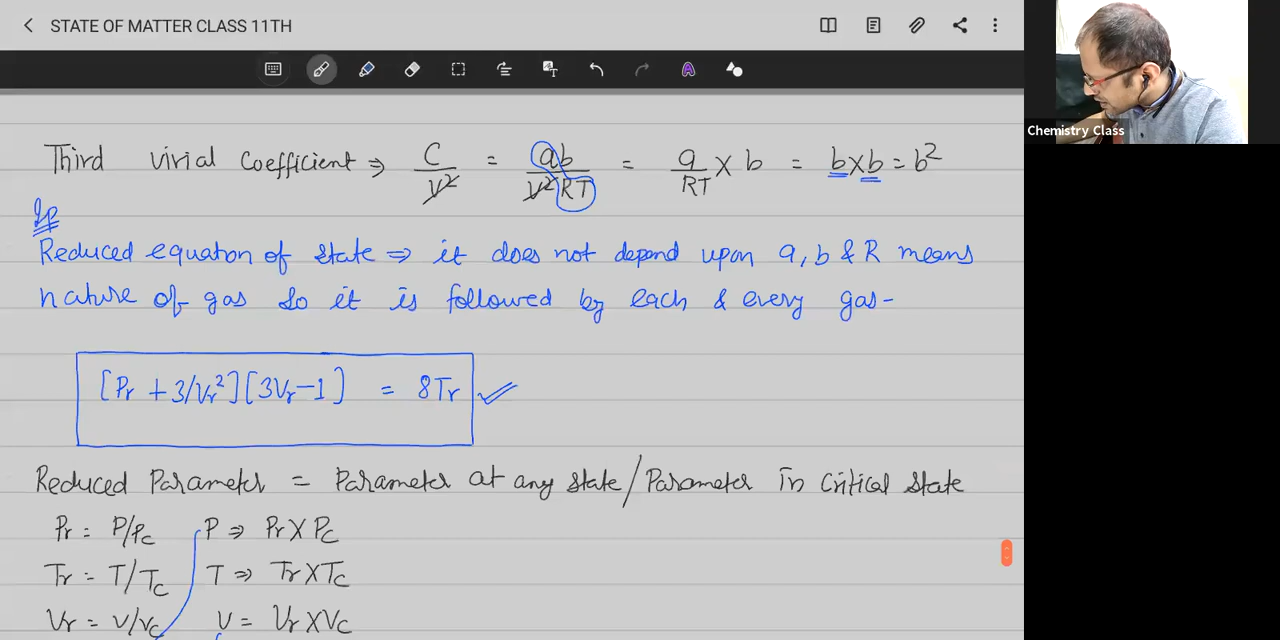 STATE OF MATTER CLASS 11TH
Chemistry Class
Third Virial Coefficient ⇒ C/V² = ab/V²RT = a/RT × b = b×b = b²
Ip
Reduced equation of state ⇒ it does not depend upon a, b & R means
nature of gas so it is followed by each & every gas-
[Pr + 3/Vr²][3Vr-1] = 8Tr
Reduced Parameter = Parameter at any state/Parameter in critical state
Pr = P/Pc P ⇒ Pr X Pc
Tr = T/Tc T ⇒ Tr X Tc
Vr = V/Vc V = Vr X Vc